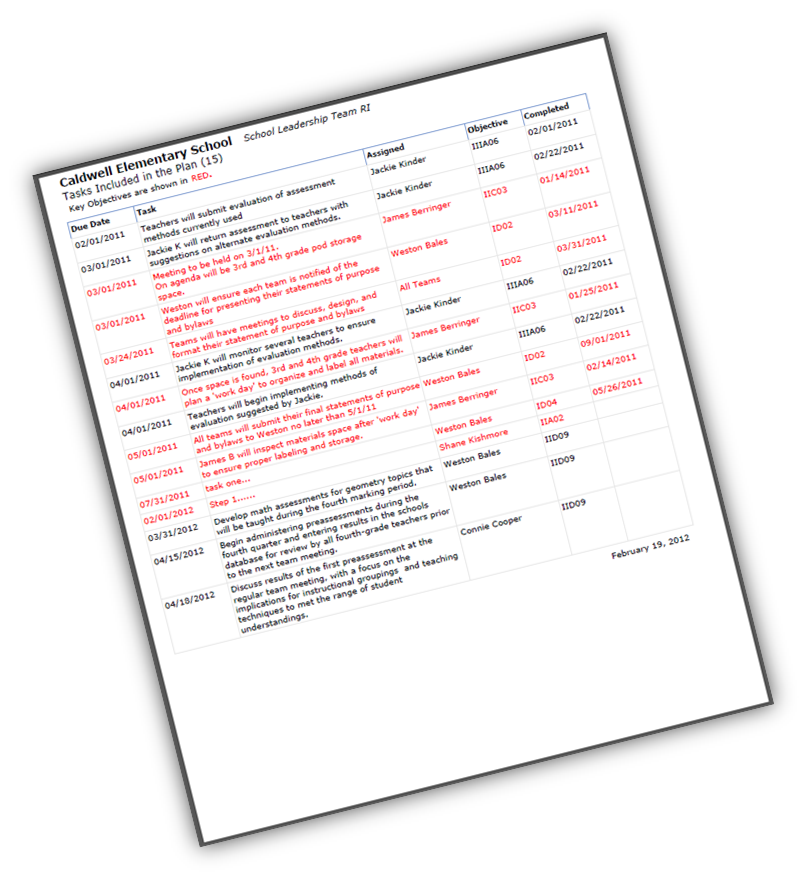 Caldwell Elementary School School Leadership Team RI
Tasks Included in the Plan (15)
Key Objectives are shown in RED.
Due Date Task Assigned Objective Completed
02/01/2011 Teachers will submit evaluation of assessment Jackie Kinder IIIA06 02/01/2011
methods currently used
03/01/2011 Jackie K will return assessment to teachers with Jackie Kinder IIIA06 02/22/2011
suggestions on alternate evaluation methods.
03/01/2011 Meeting to be held on 3/1/11. James Berringer IIC03 01/14/2011
On agenda will be 3rd and 4th grade pod storage
space.
03/01/2011 Weston will ensure each team is notified of the Weston Bales ID02 03/11/2011
deadline for presenting their statements of purpose
and bylaws
03/24/2011 Teams will have meetings to discuss, design, and All Teams ID02 03/31/2011
format their statement of purpose and bylaws
04/01/2011 Jackie K will monitor several teachers to ensure Jackie Kinder IIIA06 02/22/2011
implementation of evaluation methods.
04/01/2011 Once space is found, 3rd and 4th grade teachers will James Berringer IIC03 01/25/2011
plan a 'work day' to organize and label all materials.
04/01/2011 Teachers will begin implementing methods of Jackie Kinder IIIA06 02/22/2011
evaluation suggested by Jackie.
05/01/2011 All teams will submit their final statements of purpose Weston Bales ID02 09/01/2011
and bylaws to Weston no later than 5/1/11
05/01/2011 James B will inspect materials space after 'work day' James Berringer IIC03 02/14/2011
to ensure proper labeling and storage.
07/31/2011 task one... Weston Bales ID04 05/26/2011
02/01/2012 Step 1...... Shane Kishmore IIA02
03/31/2012 Develop math assessments for geometry topics that Weston Bales IID09
will be taught during the fourth marking period.
04/15/2012 Begin administering preassessments during the Weston Bales IID09
fourth quarter and entering results in the schools
database for review by all fourth-grade teachers prior
to the next team meeting.
04/18/2012 Discuss results of the first preassessment at the Connie Cooper IID09
regular team meeting, with a focus on the
implications for instructional groupings and teaching
techniques to met the range of student
understandings.
February 19, 2012